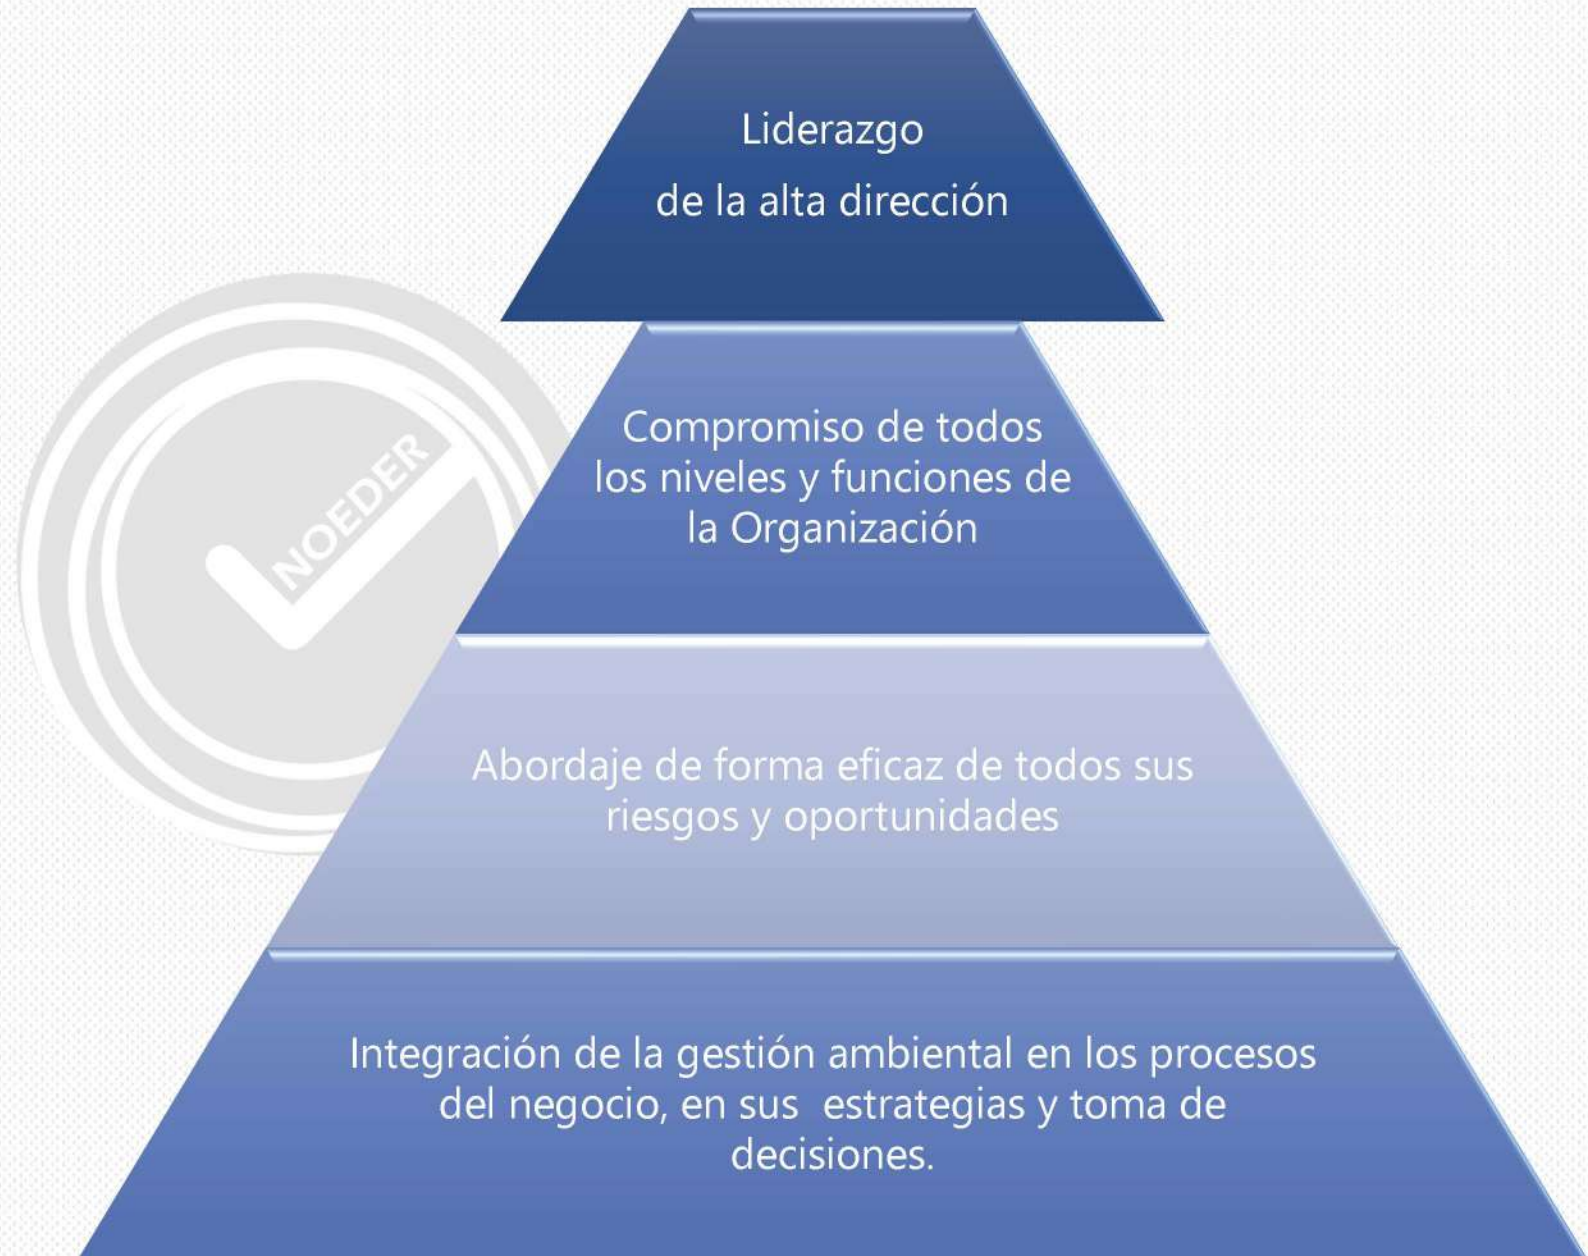 Liderazgo
de la alta dirección
Compromiso de todos
los niveles y funciones de
la Organización
NOEDER
Abordaje de forma eficaz de todos sus
riesgos y oportunidades
Integración de la gestión ambiental en los procesos
del negocio, en sus  estrategias y toma de
decisiones.